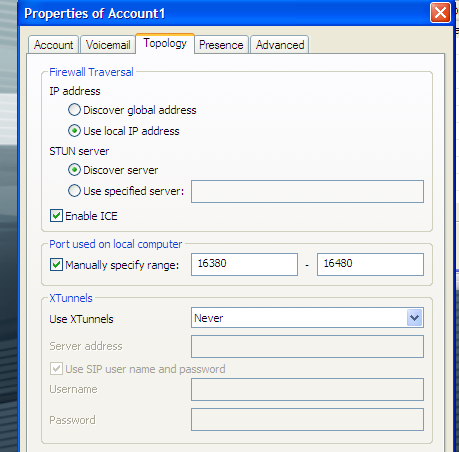 Properties of Account1
Account Voicemail Topology Presence Advanced
Firewall Traversal
IP address
Discover global address
Use local IP address
STUN server
Discover server
Use specified server:
Enable ICE
Port used on local computer
Manually specify range: 16380 - 16480
XTunnels
Use XTunnels Never
Server address
Use SIP user name and password
Username
Password